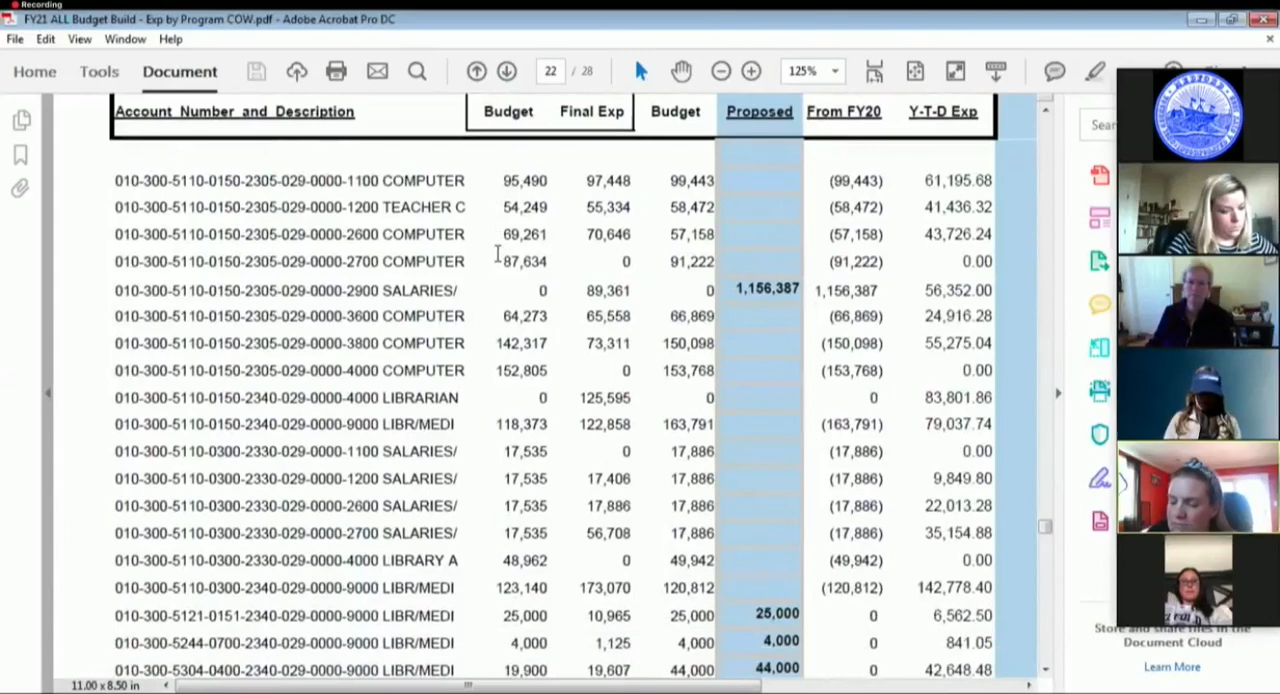 Recording
FY21 ALL Budget Build - Exp by Program COW.pdf - Adobe Acrobat Pro DC
File Edit View Window Help
Home Tools Document 22 / 28 125%
Account Number and Description Budget Final Exp Budget Proposed From FY20 Y-T-D Exp
010-300-5110-0150-2305-029-0000-1100 COMPUTER 95,490 97,448 99,443 (99,443) 61,195.68
010-300-5110-0150-2305-029-0000-1200 TEACHER C 54,249 55,334 58,472 (58,472) 41,436.32
010-300-5110-0150-2305-029-0000-2600 COMPUTER 69,261 70,646 57,158 (57,158) 43,726.24
010-300-5110-0150-2305-029-0000-2700 COMPUTER 87,634 0 91,222 (91,222) 0.00
010-300-5110-0150-2305-029-0000-2900 SALARIES/ 0 89,361 0 1,156,387 1,156,387 56,352.00
010-300-5110-0150-2305-029-0000-3600 COMPUTER 64,273 65,558 66,869 (66,869) 24,916.28
010-300-5110-0150-2305-029-0000-3800 COMPUTER 142,317 73,311 150,098 (150,098) 55,275.04
010-300-5110-0150-2305-029-0000-4000 COMPUTER 152,805 0 153,768 (153,768) 0.00
010-300-5110-0150-2340-029-0000-4000 LIBRARIAN 0 125,595 0 0 83,801.86
010-300-5110-0150-2340-029-0000-9000 LIBR/MEDI 118,373 122,858 163,791 (163,791) 79,037.74
010-300-5110-0300-2330-029-0000-1100 SALARIES/ 17,535 0 17,886 (17,886) 0.00
010-300-5110-0300-2330-029-0000-1200 SALARIES/ 17,535 17,406 17,886 (17,886) 9,849.80
010-300-5110-0300-2330-029-0000-2600 SALARIES/ 17,535 17,886 17,886 (17,886) 22,013.28
010-300-5110-0300-2330-029-0000-2700 SALARIES/ 17,535 56,708 17,886 (17,886) 35,154.88
010-300-5110-0300-2330-029-0000-4000 LIBRARY A 48,962 0 49,942 (49,942) 0.00
010-300-5110-0300-2340-029-0000-9000 LIBR/MEDI 123,140 173,070 120,812 (120,812) 142,778.40
010-300-5121-0151-2340-029-0000-9000 LIBR/MEDI 25,000 10,965 25,000 25,000 0 6,562.50
010-300-5244-0700-2340-029-0000-9000 LIBR/MEDI 4,000 1,125 4,000 4,000 0 841.05
010-300-5304-0400-2340-029-0000-9000 LIBR/MEDI 19,900 19,607 44,000 44,000 0 42,648.48
11.00 x 8.50 in
Sear
Store and share files in the
Document Cloud
Learn More